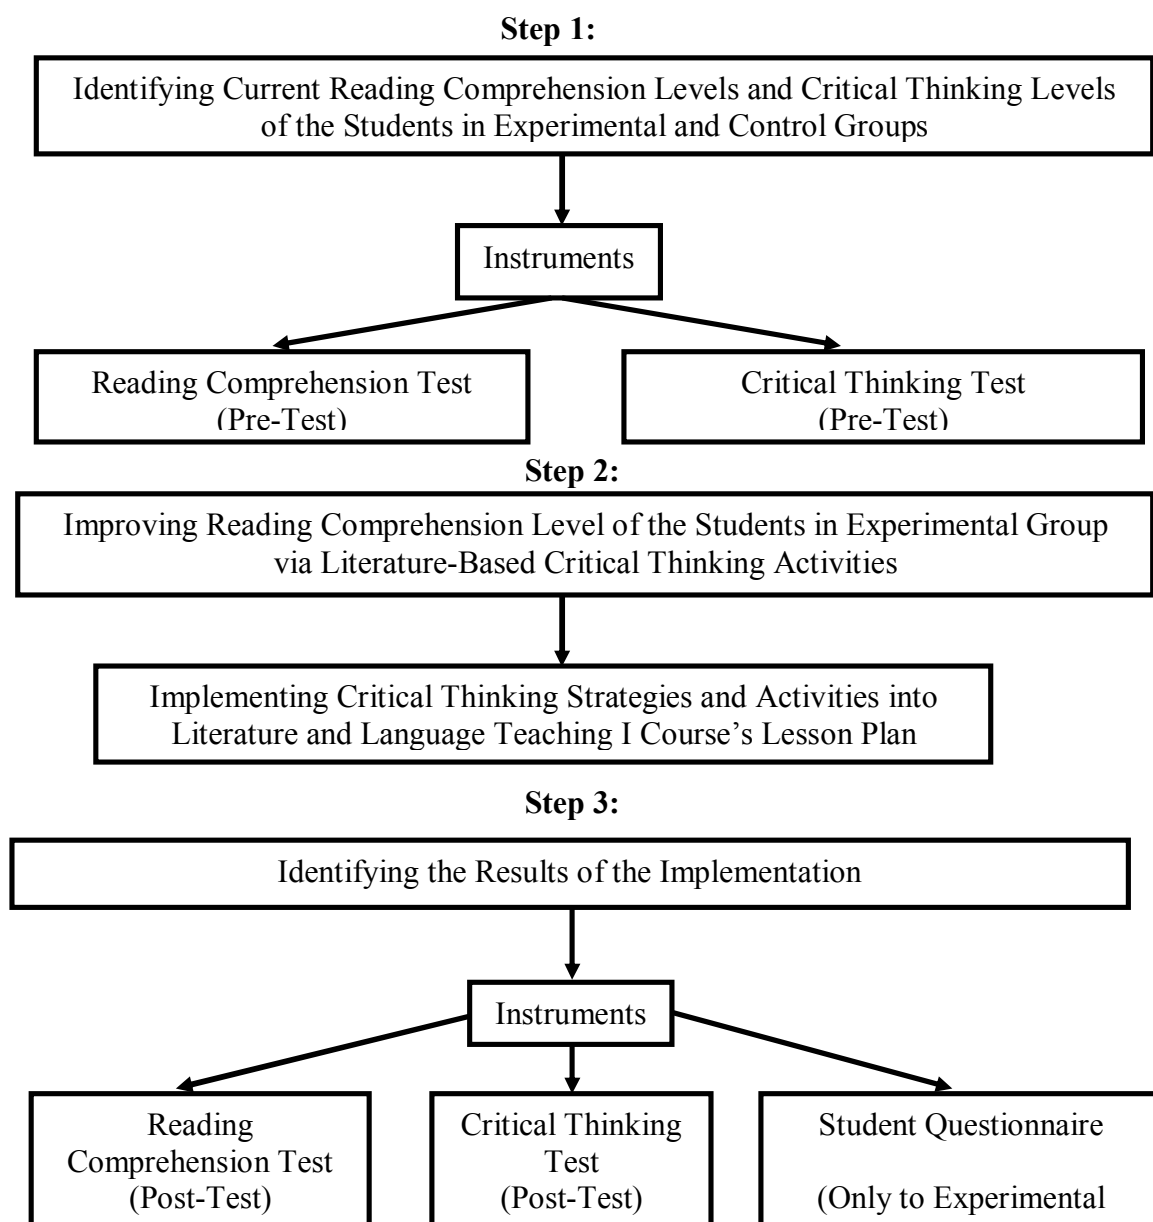 Step 1:
Identifying Current Reading Comprehension Levels and Critical Thinking Levels
of the Students in Experimental and Control Groups
Instruments
Reading Comprehension Test
(Pre-Test)
Critical Thinking Test
(Pre-Test)
Step 2:
Improving Reading Comprehension Level of the Students in Experimental Group
via Literature-Based Critical Thinking Activities
Implementing Critical Thinking Strategies and Activities into
Literature and Language Teaching I Course’s Lesson Plan
Step 3:
Identifying the Results of the Implementation
Instruments
Reading
Comprehension Test
(Post-Test)
Critical Thinking
Test
(Post-Test)
Student Questionnaire
(Only to Experimental